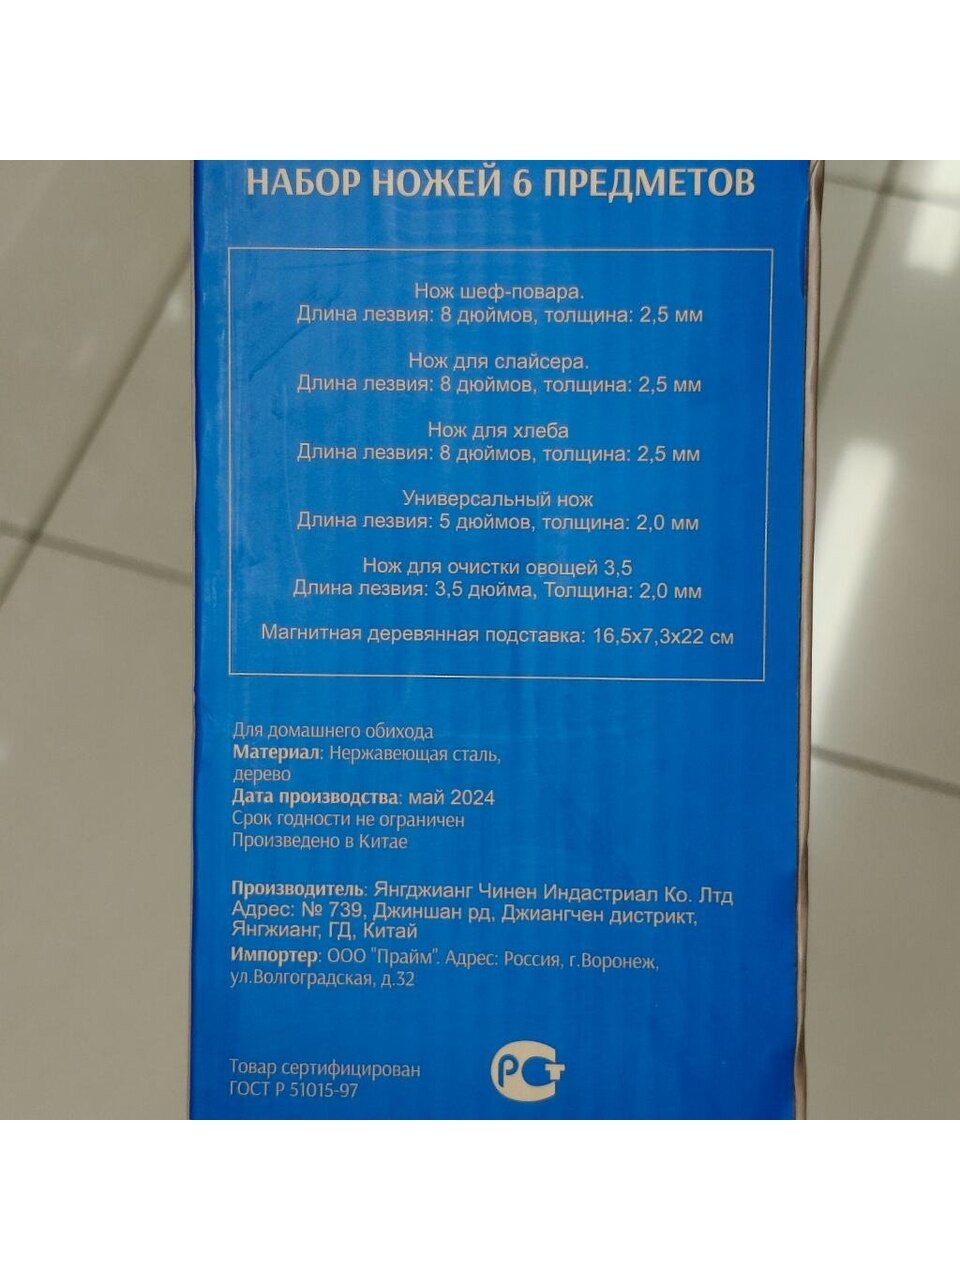 НАБОР НОЖЕЙ 6 ПРЕДМЕТОВ
Нож шеф-повара.
Длина лезвия: 8 дюймов, толщина: 2,5 мм
Нож для слайсера.
Длина лезвия: 8 дюймов, толщина: 2,5 мм
Нож для хлеба
Длина лезвия: 8 дюймов, толщина: 2,5 мм
Универсальный нож
Длина лезвия: 5 дюймов, толщина: 2,0 мм
Нож для очистки овощей 3,5
Длина лезвия: 3,5 дюйма, Толщина: 2,0 мм
Магнитная деревянная подставка: 16,5х7,3х22 см
Для домашнего обихода
Материал: Нержавеющая сталь,
дерево
Дата производства: май 2024
Срок годности не ограничен
Произведено в Китае
Производитель: Янгджианг Чинен Индастриал Ко. Лтд
Адрес: № 739, Джиншан рд, Джиангчен дистрикт,
Янгжианг, ГД, Китай
Импортер: ООО "Прайм". Адрес: Россия, г.Воронеж,
ул.Волгоградская, д.32
Товар сертифицирован
ГОСТ Р 51015-97
РСТ